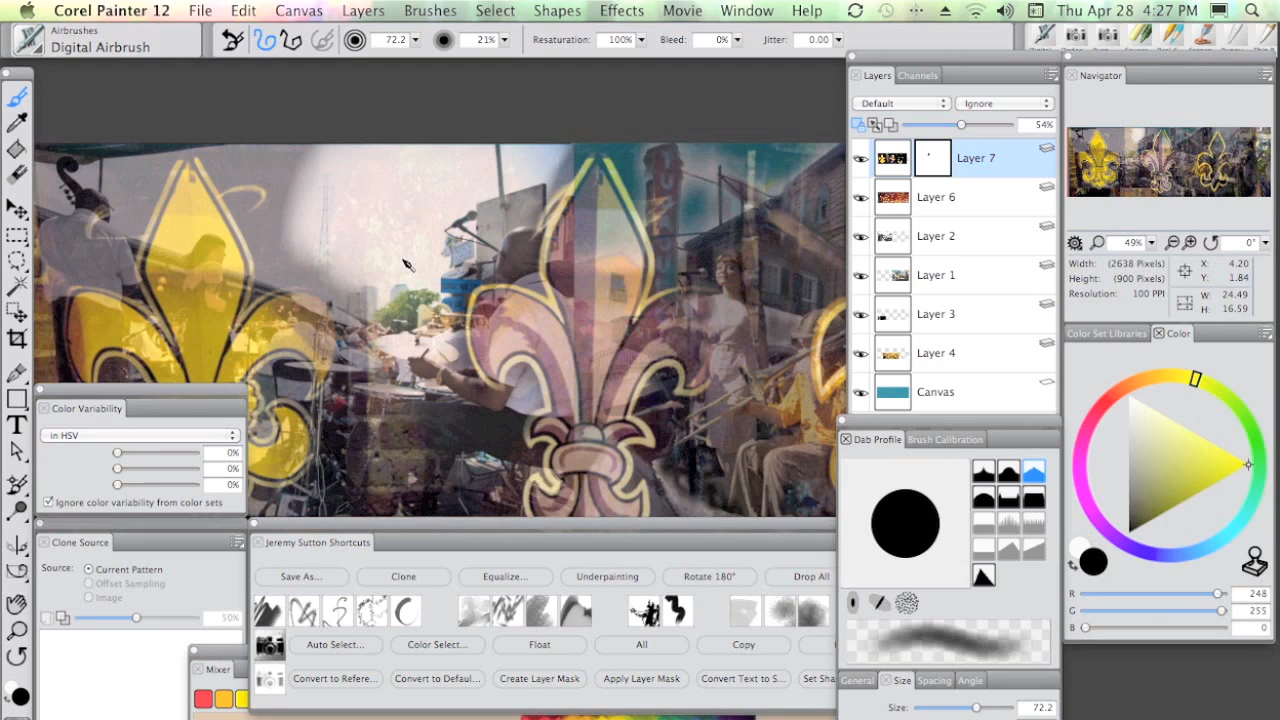 Corel Painter 12 File Edit Canvas Layers Brushes Select Shapes Effects Movie Window Help Thu Apr 28 4:27 PM
Airbrushes
Digital Airbrush
72.2 21% Resaturation: 100% Bleed: 0% Jitter: 0.00
Layers Channels
Default Ignore
54%
Layer 7
Layer 6
Layer 2
Layer 1
Layer 3
Layer 4
Canvas
Navigator
49% 0°
Width: (2638 Pixels) X: 4.20
Height: (900 Pixels) Y: 1.84
Resolution: 100 PPI W: 24.49
H: 16.59
Color Set Libraries Color
R 248
G 255
B 0
Color Variability
in HSV
0%
0%
0%
Ignore color variability from color sets
Clone Source
Source: Current Pattern
Offset Sampling
Image
50%
Mixer
Jeremy Sutton Shortcuts
Save As... Clone Equalize... Underpainting Rotate 180° Drop All
Auto Select... Color Select... Float All Copy
Convert to Refere... Convert to Defaul... Create Layer Mask Apply Layer Mask Convert Text to S... Set Sha
Dab Profile Brush Calibration
General Size Spacing Angle
Size: 72.2